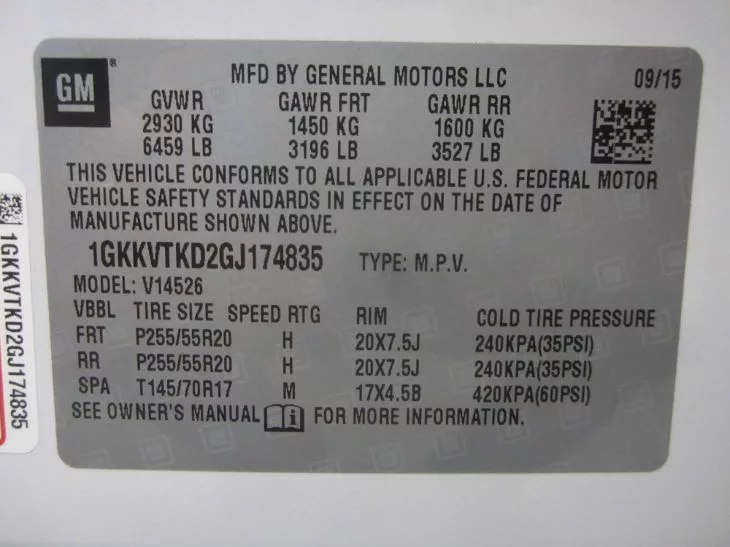 GM
MFD BY GENERAL MOTORS LLC 09/15
GVWR GAWR FRT GAWR RR
2930 KG 1450 KG 1600 KG
6459 LB 3196 LB 3527 LB
THIS VEHICLE CONFORMS TO ALL APPLICABLE U.S. FEDERAL MOTOR
VEHICLE SAFETY STANDARDS IN EFFECT ON THE DATE OF
MANUFACTURE SHOWN ABOVE.
1GKKVTKD2GJ174835 TYPE: M.P.V.
MODEL: V14526
VBBL TIRE SIZE SPEED RTG RIM COLD TIRE PRESSURE
FRT P255/55R20 H 20X7.5J 240KPA(35PSI)
RR P255/55R20 H 20X7.5J 240KPA(35PSI)
SPA T145/70R17 M 17X4.5B 420KPA(60PSI)
SEE OWNER'S MANUAL i FOR MORE INFORMATION.
1GKKVTKD2GJ174835